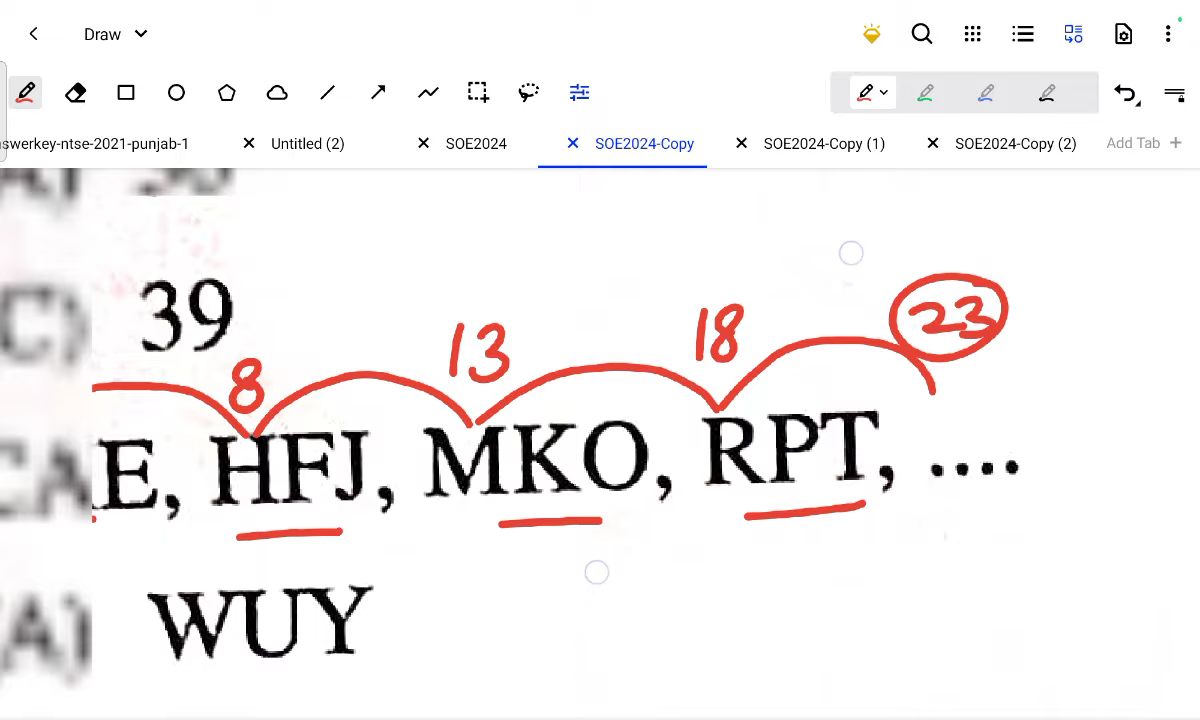 Draw
swerkey-ntse-2021-punjab-1 Untitled (2) SOE2024 SOE2024-Copy SOE2024-Copy (1) SOE2024-Copy (2) Add Tab +
39
8 13 18 23
E, HFJ, MKO, RPT, ....
(A) WUY